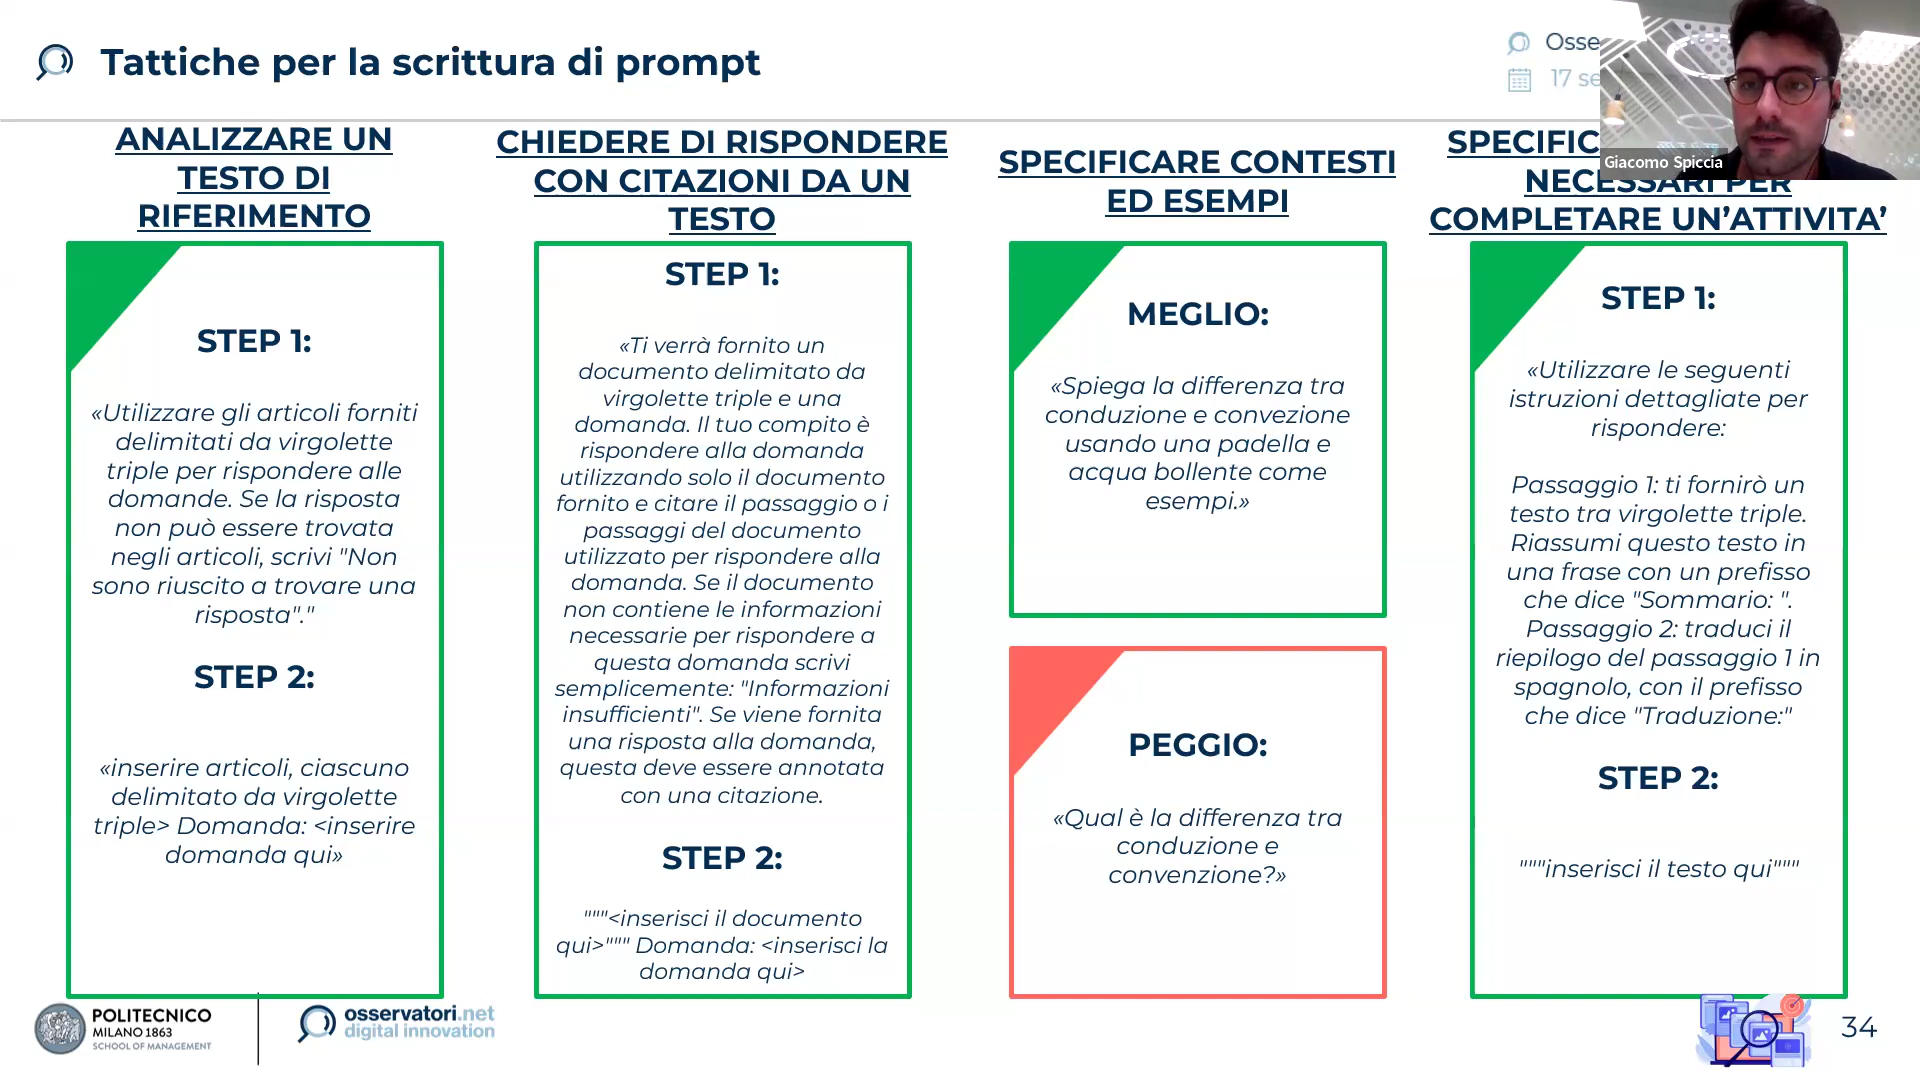 Tattiche per la scrittura di prompt
Osse
17 se
Giacomo Spiccia
ANALIZZARE UN
TESTO DI
RIFERIMENTO
STEP 1:
«Utilizzare gli articoli forniti
delimitati da virgolette
triple per rispondere alle
domande. Se la risposta
non può essere trovata
negli articoli, scrivi "Non
sono riuscito a trovare una
risposta"."
STEP 2:
«inserire articoli, ciascuno
delimitato da virgolette
triple> Domanda: <inserire
domanda qui»
CHIEDERE DI RISPONDERE
CON CITAZIONI DA UN
TESTO
STEP 1:
«Ti verrà fornito un
documento delimitato da
virgolette triple e una
domanda. Il tuo compito è
rispondere alla domanda
utilizzando solo il documento
fornito e citare il passaggio o i
passaggi del documento
utilizzato per rispondere alla
domanda. Se il documento
non contiene le informazioni
necessarie per rispondere a
questa domanda scrivi
semplicemente: "Informazioni
insufficienti". Se viene fornita
una risposta alla domanda,
questa deve essere annotata
con una citazione.
STEP 2:
"""<inserisci il documento
qui>""" Domanda: <inserisci la
domanda qui>
SPECIFICARE CONTESTI
ED ESEMPI
MEGLIO:
«Spiega la differenza tra
conduzione e convezione
usando una padella e
acqua bollente come
esempi.»
PEGGIO:
«Qual è la differenza tra
conduzione e
convenzione?»
SPECIFIC
NECESSARI PER
COMPLETARE UN'ATTIVITA'
STEP 1:
«Utilizzare le seguenti
istruzioni dettagliate per
rispondere:
Passaggio 1: ti fornirò un
testo tra virgolette triple.
Riassumi questo testo in
una frase con un prefisso
che dice "Sommario: ".
Passaggio 2: traduci il
riepilogo del passaggio 1 in
spagnolo, con il prefisso
che dice "Traduzione:"
STEP 2:
"""inserisci il testo qui"""
POLITECNICO
MILANO 1863
SCHOOL OF MANAGEMENT
osservatori.net
digital innovation
34